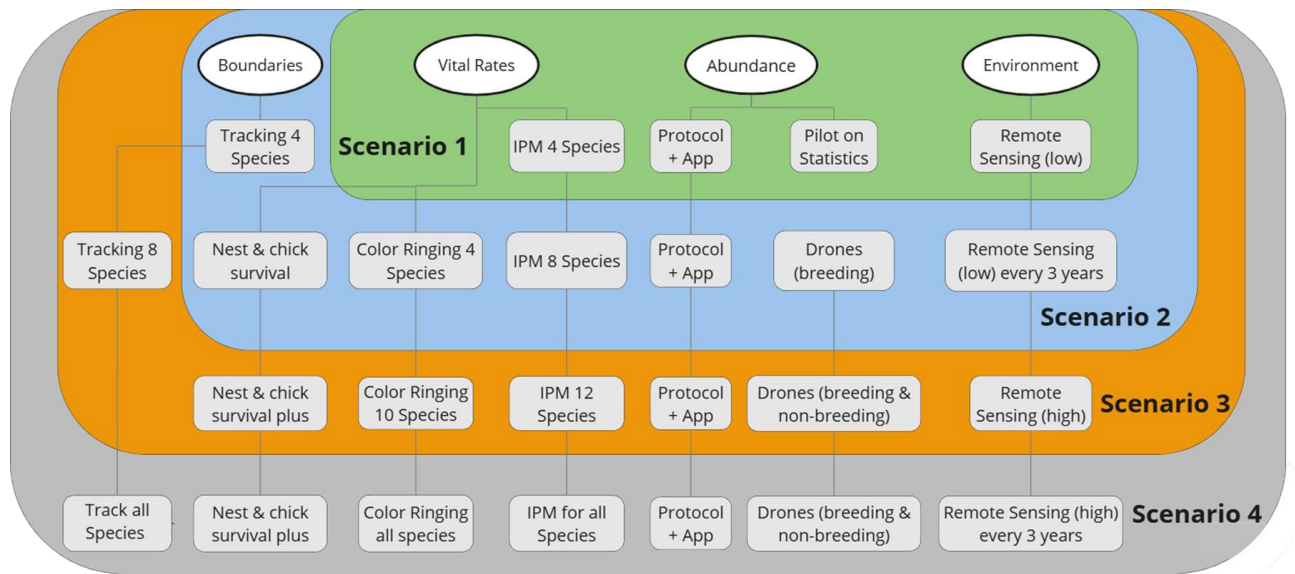 Boundaries
Vital Rates
Abundance
Environment
Tracking 4
Species
Scenario 1
IPM 4 Species
Protocol
+ App
Pilot on
Statistics
Remote
Sensing (low)
Tracking 8
Species
Nest & chick
survival
Color Ringing 4
Species
IPM 8 Species
Protocol
+ App
Drones
(breeding)
Remote Sensing
(low) every 3 years
Scenario 2
Nest & chick
survival plus
Color Ringing
10 Species
IPM 12
Species
Protocol
+ App
Drones (breeding &
non-breeding)
Remote
Sensing (high)
Scenario 3
Track all
Species
Nest & chick
survival plus
Color Ringing
all species
IPM for all
Species
Protocol
+ App
Drones (breeding &
non-breeding)
Remote Sensing (high)
every 3 years
Scenario 4